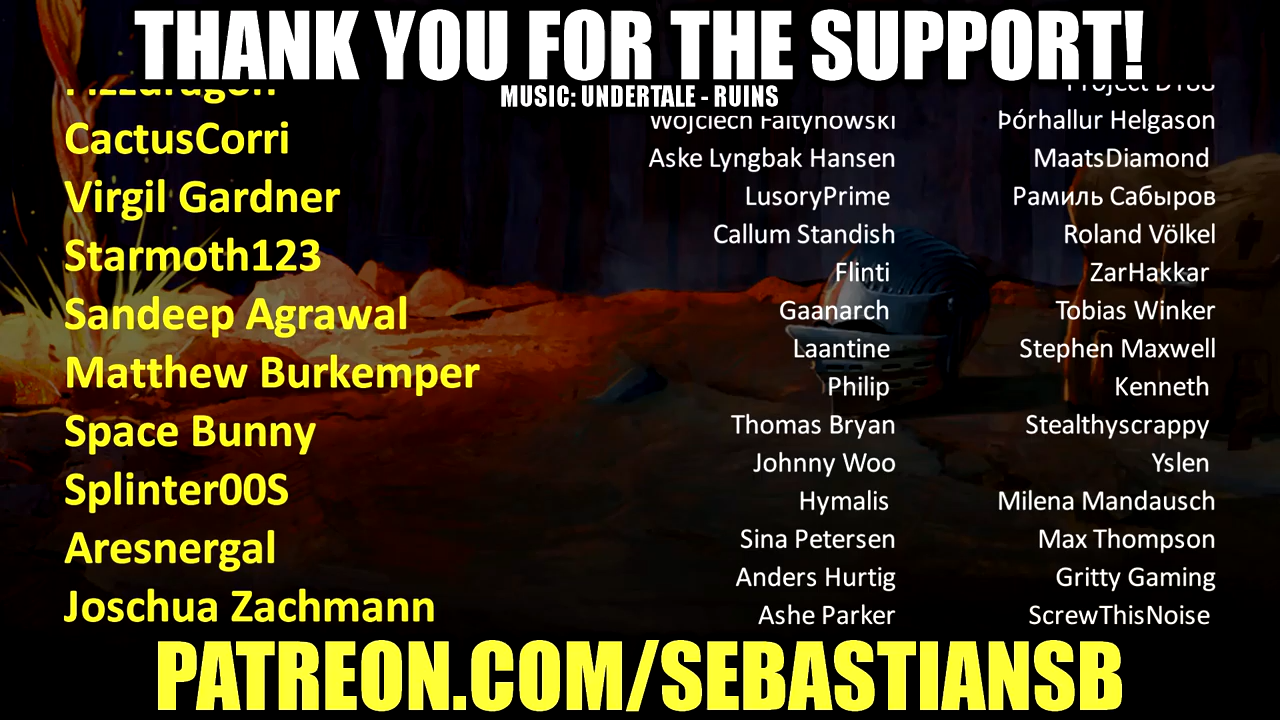 THANK YOU FOR THE SUPPORT!
MUSIC: UNDERTALE - RUINS
CactusCorri
Virgil Gardner
Starmoth123
Sandeep Agrawal
Matthew Burkemper
Space Bunny
Splinter00S
Aresnergal
Joschua Zachmann
Wojciech Fałtynowski
Aske Lyngbak Hansen
LusoryPrime
Callum Standish
Flinti
Gaanarch
Laantine
Philip
Thomas Bryan
Johnny Woo
Hymalis
Sina Petersen
Anders Hurtig
Ashe Parker
Project
Þórhallur Helgason
MaatsDiamond
Рамиль Сабыров
Roland Völkel
ZarHakkar
Tobias Winker
Stephen Maxwell
Kenneth
Stealthyscrappy
Yslen
Milena Mandausch
Max Thompson
Gritty Gaming
ScrewThisNoise
PATREON.COM/SEBASTIANSB